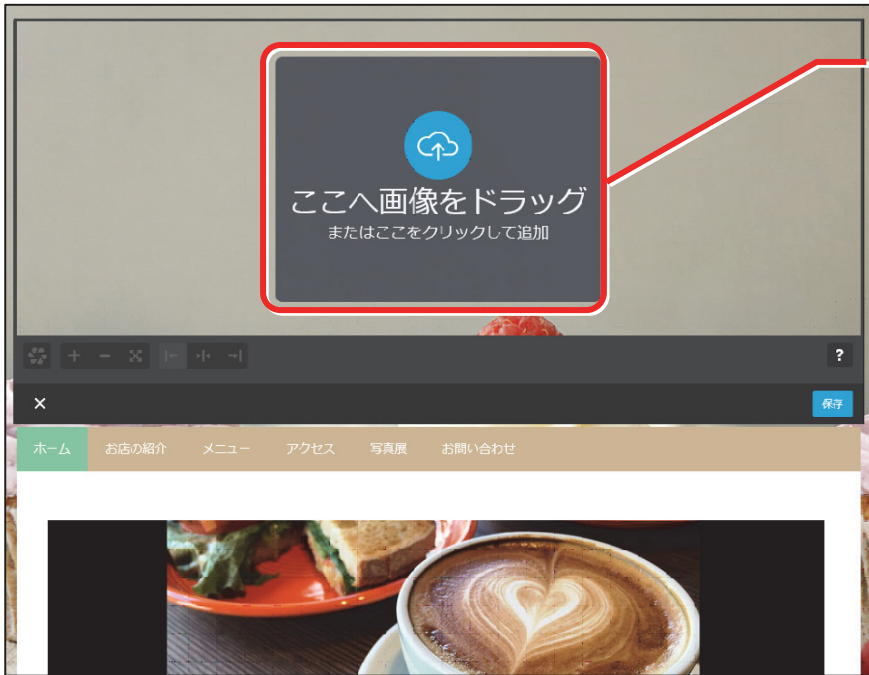 ここへ画像をドラッグ
またはここをクリックして追加
?
保存
ホーム お店の紹介 メニュー アクセス 写真展 お問い合わせ